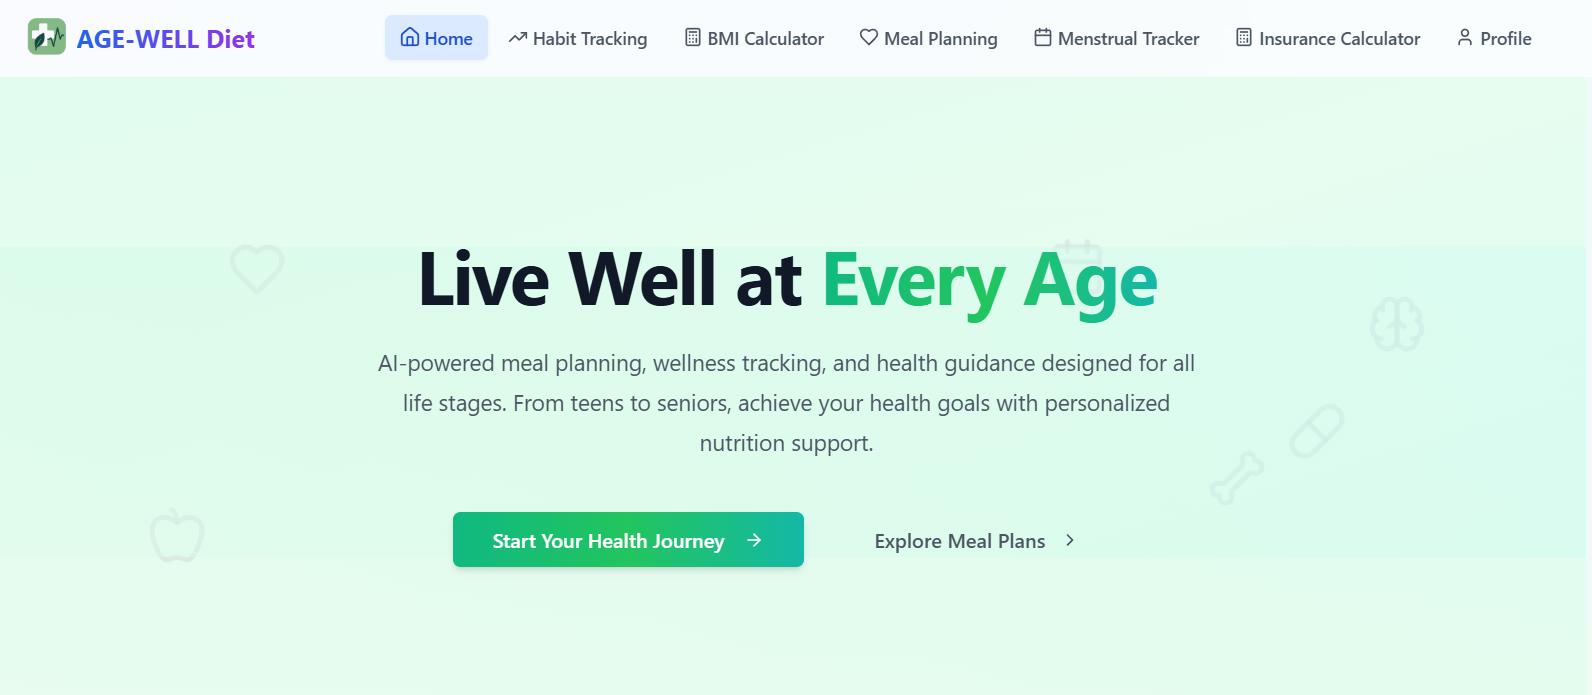 AGE-WELL Diet
Home
Habit Tracking
BMI Calculator
Meal Planning
Menstrual Tracker
Insurance Calculator
Profile
Live Well at Every Age
AI-powered meal planning, wellness tracking, and health guidance designed for all
life stages. From teens to seniors, achieve your health goals with personalized
nutrition support.
Start Your Health Journey
Explore Meal Plans